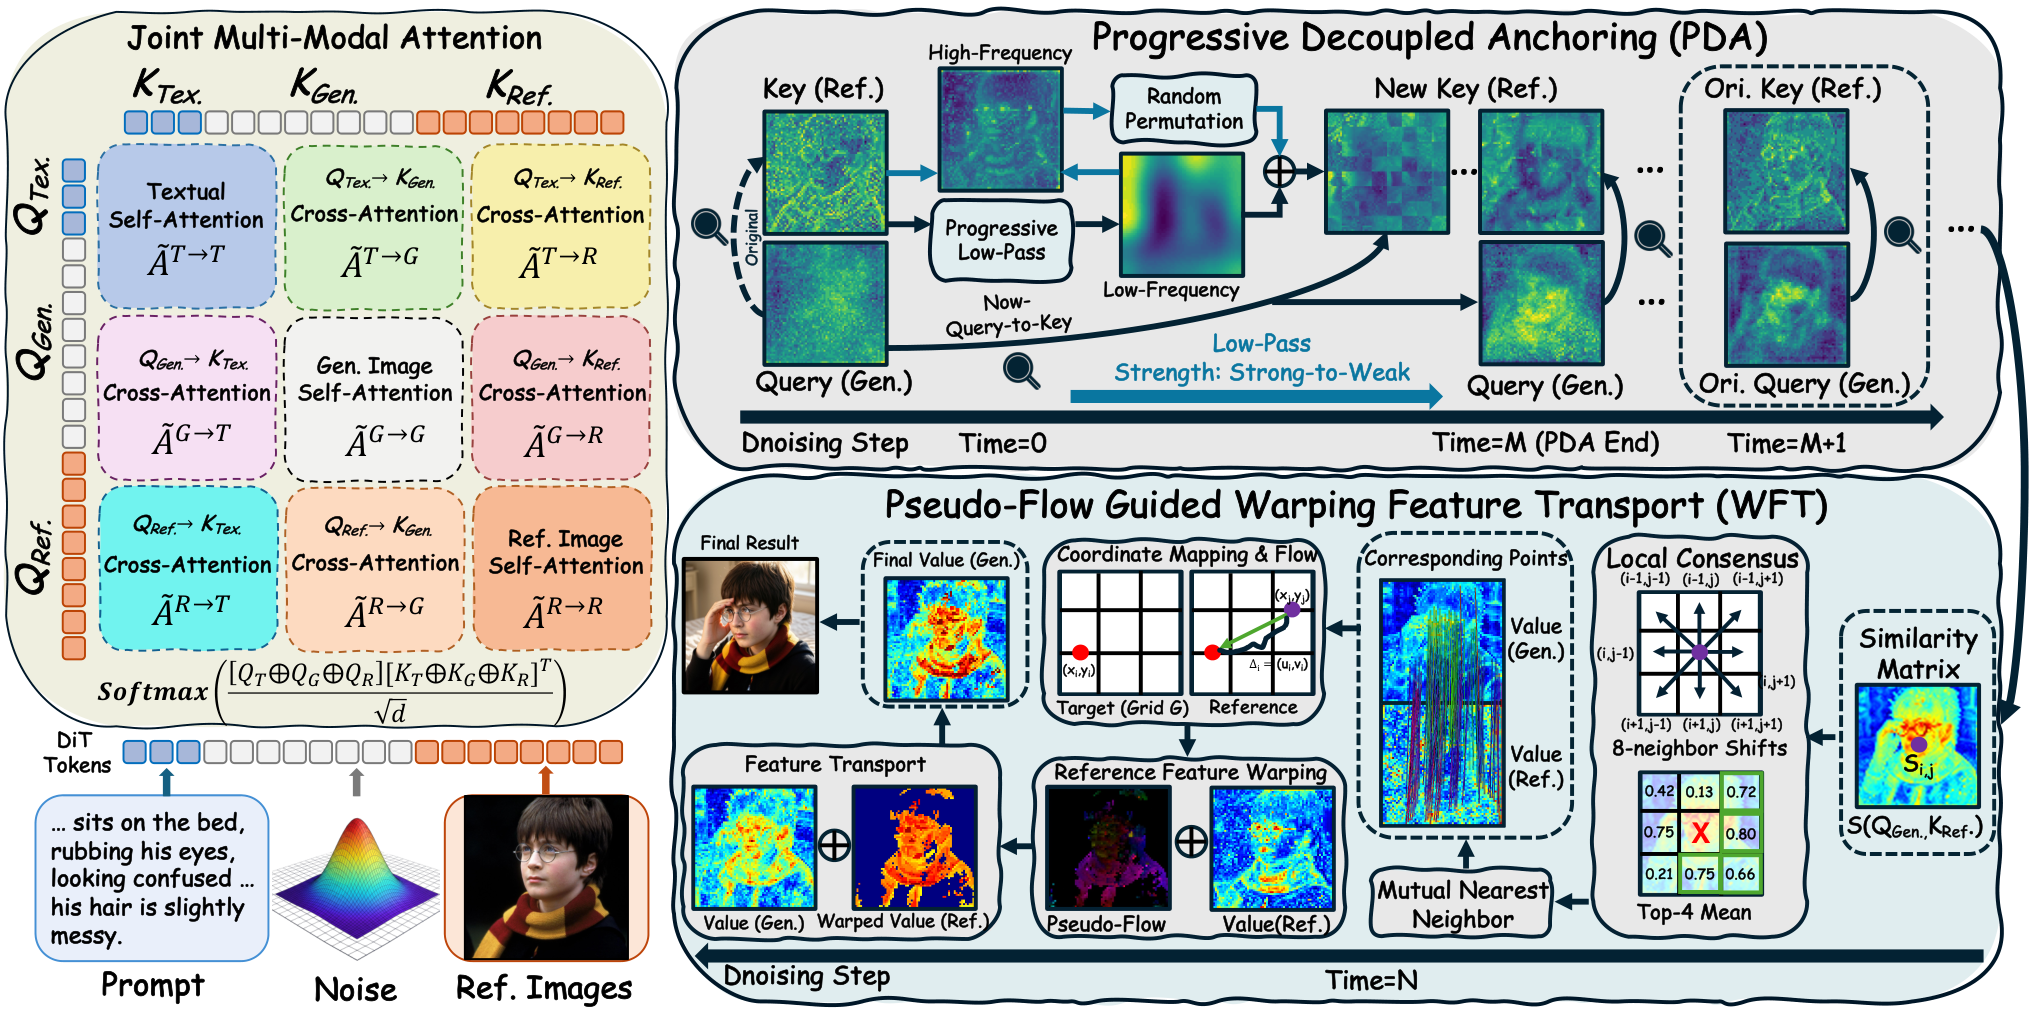 Joint Multi-Modal Attention
K_Tex.
K_Gen.
K_Ref.
Q_Tex.
Q_Gen.
Q_Ref.
Textual
Self-Attention
Ã^{T→T}
Q_Tex.→ K_Gen.
Cross-Attention
Ã^{T→G}
Q_Tex.→ K_Ref.
Cross-Attention
Ã^{T→R}
Q_Gen.→ K_Tex.
Cross-Attention
Ã^{G→T}
Gen. Image
Self-Attention
Ã^{G→G}
Q_Gen.→ K_Ref.
Cross-Attention
Ã^{G→R}
Q_Ref.→ K_Tex.
Cross-Attention
Ã^{R→T}
Q_Ref.→ K_Gen.
Cross-Attention
Ã^{R→G}
Ref. Image
Self-Attention
Ã^{R→R}
Softmax([Q_T⊕Q_G⊕Q_R][K_T⊕K_G⊕K_R]^T / √d)
DiT
Tokens
... sits on the bed,
rubbing his eyes,
looking confused ...
his hair is slightly
messy.
Prompt
Noise
Ref. Images
Progressive Decoupled Anchoring (PDA)
Key (Ref.)
High-Frequency
Random
Permutation
New Key (Ref.)
Ori. Key (Ref.)
Original
Progressive
Low-Pass
Low-Frequency
...
...
...
...
Now-
Query-to-Key
Query (Gen.)
Low-Pass
Strength: Strong-to-Weak
Query (Gen.)
Ori. Query (Gen.)
Dnoising Step
Time=0
Time=M (PDA End)
Time=M+1
Pseudo-Flow Guided Warping Feature Transport (WFT)
Final Result
Final Value (Gen.)
Coordinate Mapping & Flow
(x_i,y_i)
(x_j,y_j)
Δ_i = (u_i,v_i)
Target (Grid G)
Reference
Corresponding Points
Value
(Gen.)
Value
(Ref.)
Local Consensus
(i-1,j-1)
(i-1,j)
(i-1,j+1)
(i,j-1)
(i,j+1)
(i+1,j-1)
(i+1,j)
(i+1,j+1)
8-neighbor Shifts
0.42
0.13
0.72
0.75
X
0.80
0.21
0.75
0.66
Top-4 Mean
Similarity
Matrix
S_i,j
S(Q_Gen.,K_Ref.)
Feature Transport
Value (Gen.)
Warped Value (Ref.)
Reference Feature Warping
Pseudo-Flow
Value(Ref.)
Mutual Nearest
Neighbor
Dnoising Step
Time=N